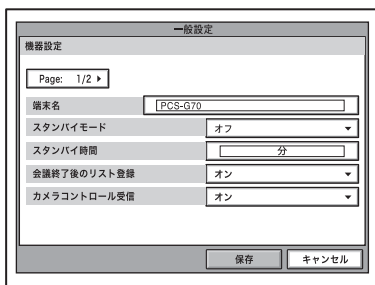 一般設定
機器設定
Page: 1/2
端末名 PCS-G70
スタンバイモード オフ
スタンバイ時間 分
会議終了後のリスト登録 オン
カメラコントロール受信 オン
保存 キャンセル